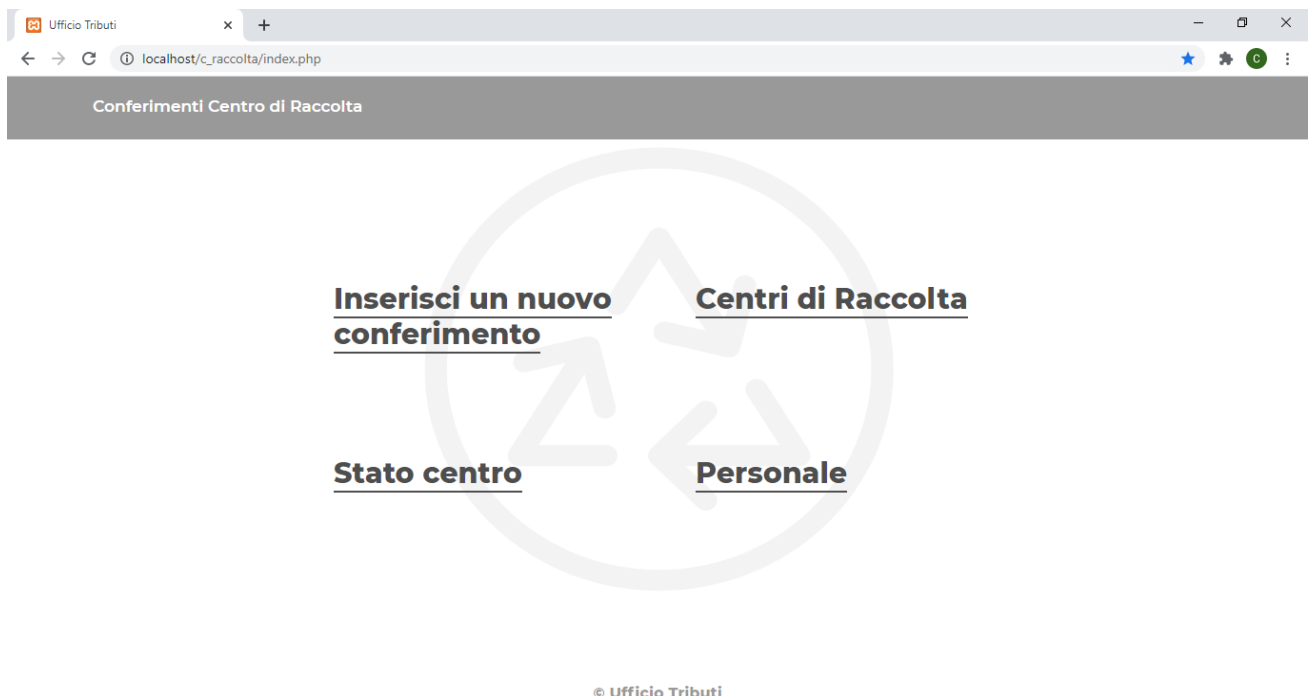 Ufficio Tributi
localhost/c_raccolta/index.php
C
Conferimenti Centro di Raccolta
Inserisci un nuovo
conferimento
Centri di Raccolta
Stato centro
Personale
© Ufficio Tributi